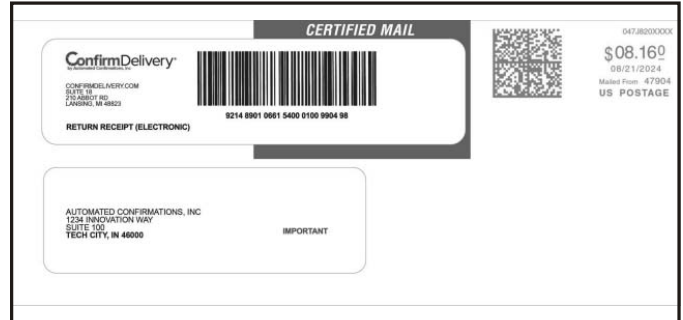 CERTIFIED MAIL
ConfirmDelivery
by Automated Confirmations, Inc
CONFIRMDELIVERY.COM
SUITE 18
210 ABBOT RD
LANSING, MI 48823
RETURN RECEIPT (ELECTRONIC)
9214 8901 0661 5400 0100 9904 98
047J820XXXX
$08.160
08/21/2024
Mailed From 47904
US POSTAGE
AUTOMATED CONFIRMATIONS, INC
1234 INNOVATION WAY
SUITE 100
TECH CITY, IN 46000
IMPORTANT